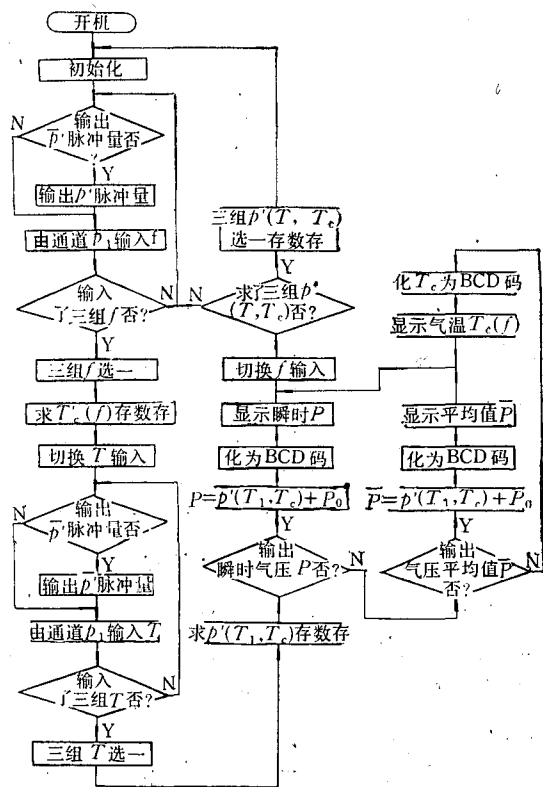 开机
初始化
输出
p̄'脉冲量否
?
N
Y
输出p'脉冲量
由通道p₁输入f
输入
了三组f否?
N
Y
三组f选一
求T'c(f)存数存
切换T输入
输出
p̄'脉冲量否
N
Y
输出p̄'脉冲量
由通道p₁输入T
输入
了三组T否?
N
Y
三组T选一
三组p'(T, Tc)
选一存数存
Y
求了三组p'
(T,Tc)否?
N
切换f输入
显示瞬时P
化为BCD码
P=p'(T₁,Tc)+P₀
Y
输出
瞬时气压P否?
N
求p'(T₁,Tc)存数存
化Tc为BCD码
显示气温Tc(f)
显示平均值P̄
化为BCD码
P̄=p'(T₁,Tc)+P₀
Y
输出
气压平均值P̄
否?
N